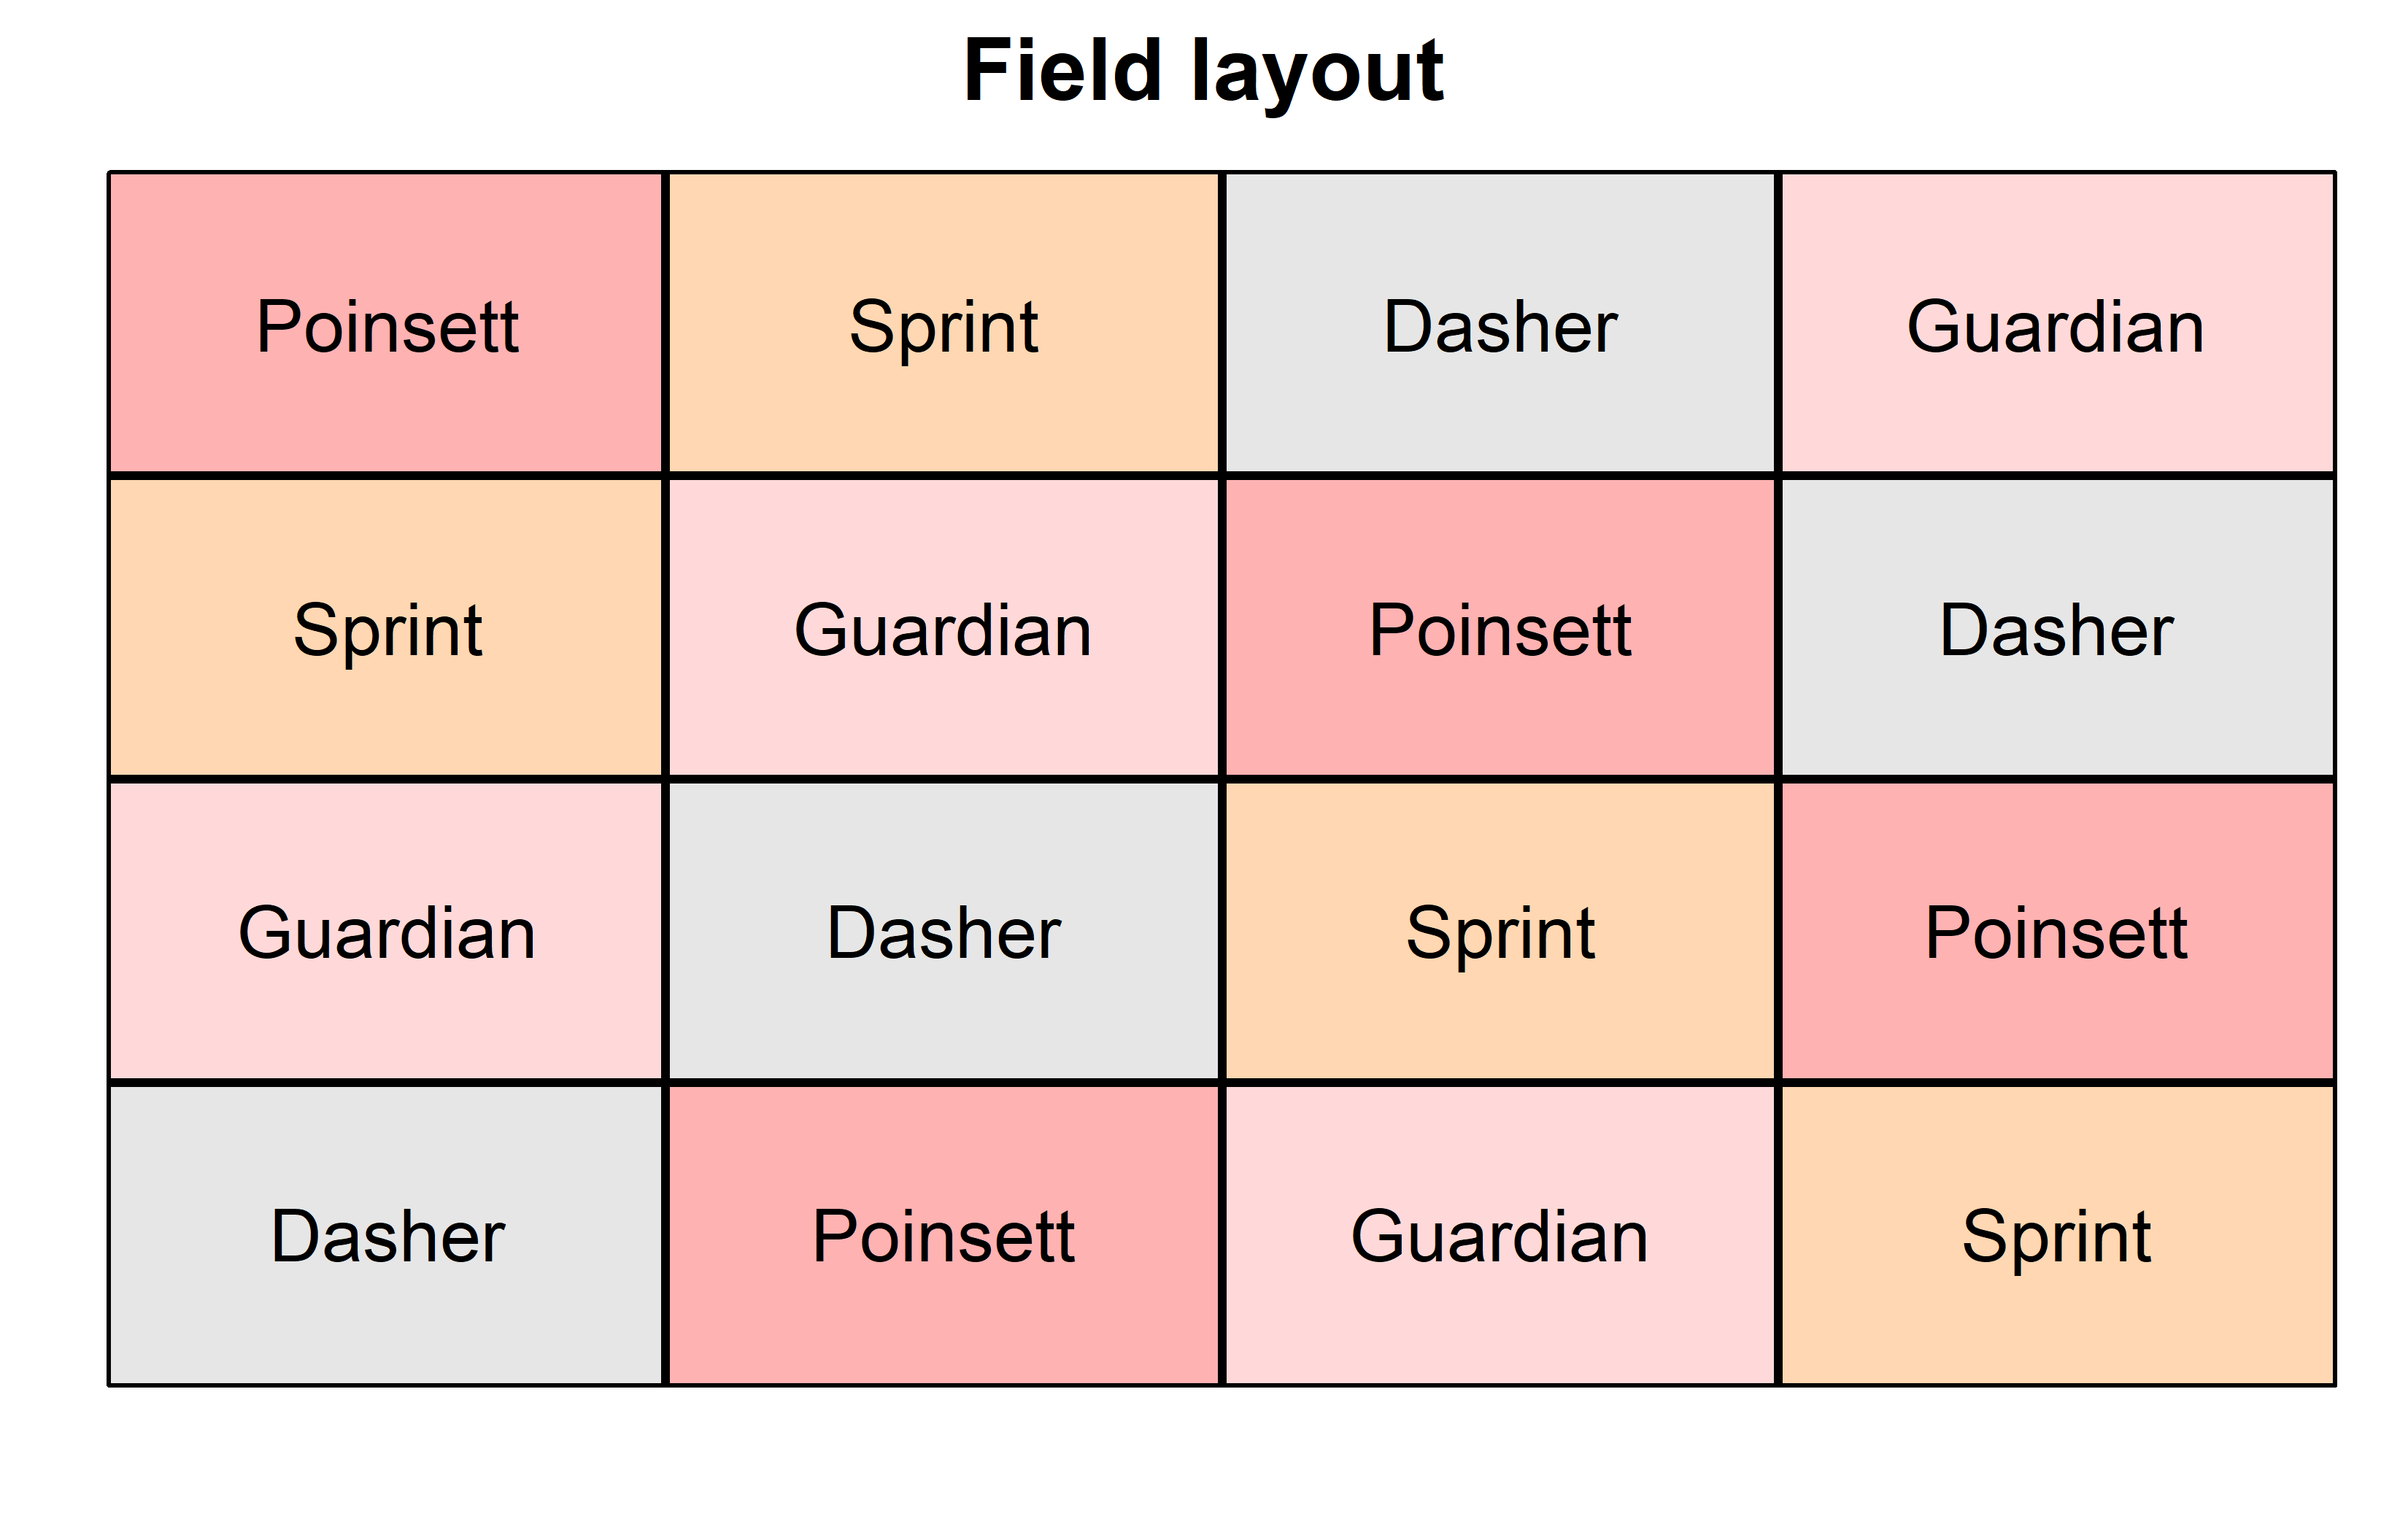 Field layout
Poinsett Sprint Dasher Guardian
Sprint Guardian Poinsett Dasher
Guardian Dasher Sprint Poinsett
Dasher Poinsett Guardian Sprint